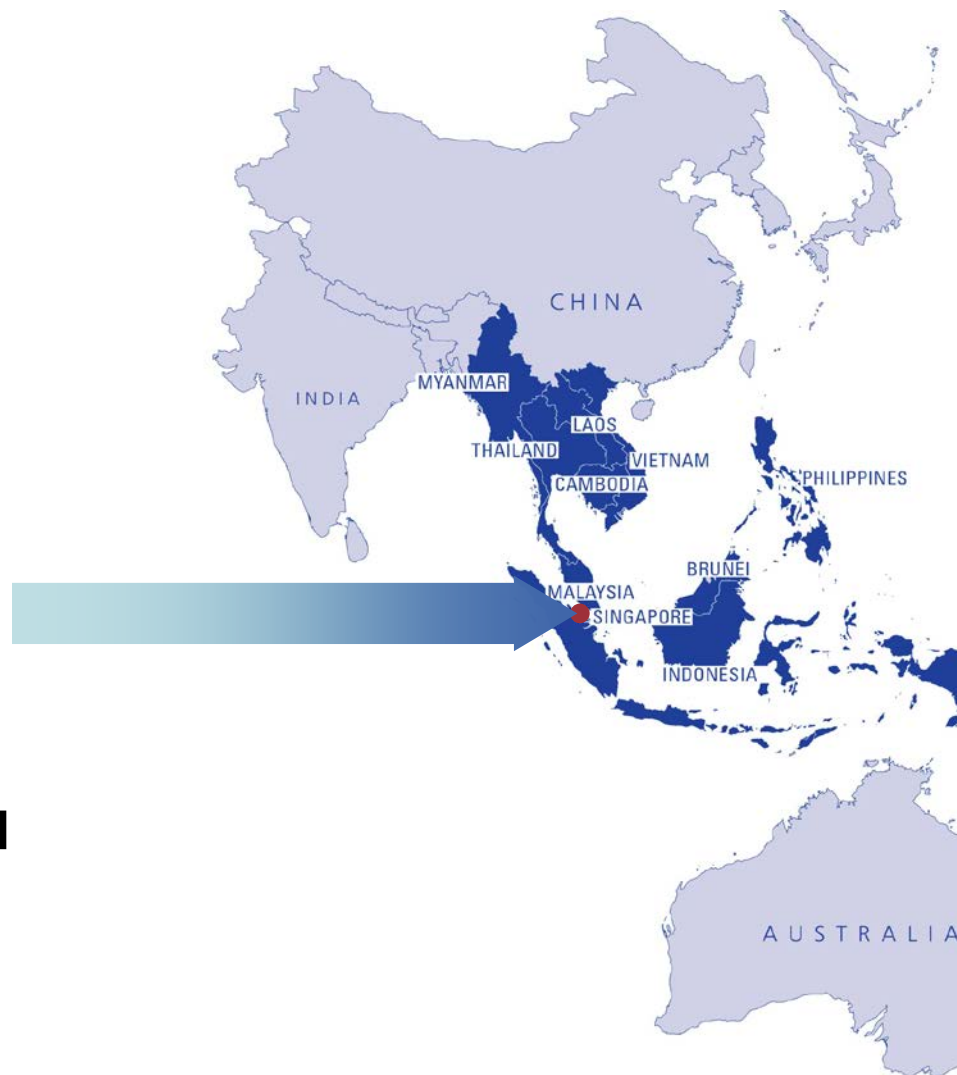 CHINA
MYANMAR
INDIA
LAOS
THAILAND
VIETNAM
CAMBODIA
PHILIPPINES
BRUNEI
MALAYSIA
SINGAPORE
INDONESIA
AUSTRALIA